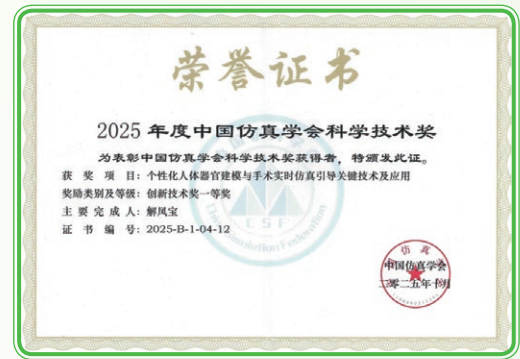 荣誉证书
2025 年度中国仿真学会科学技术奖
为表彰中国仿真学会科学技术奖获得者，特颁发此证。
获 奖 项 目：个性化人体器官建模与手术实时仿真引导关键技术及应用
奖励类别及等级：创新技术奖一等奖
主 要 完 成 人：解凤宝
证 书 编 号：2025-B-1-04-12
CSF
中国仿真学会
二零二五年十月